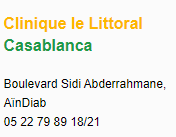 Clinique le Littoral
Casablanca
Boulevard Sidi Abderrahmane,
AïnDiab
05 22 79 89 18/21